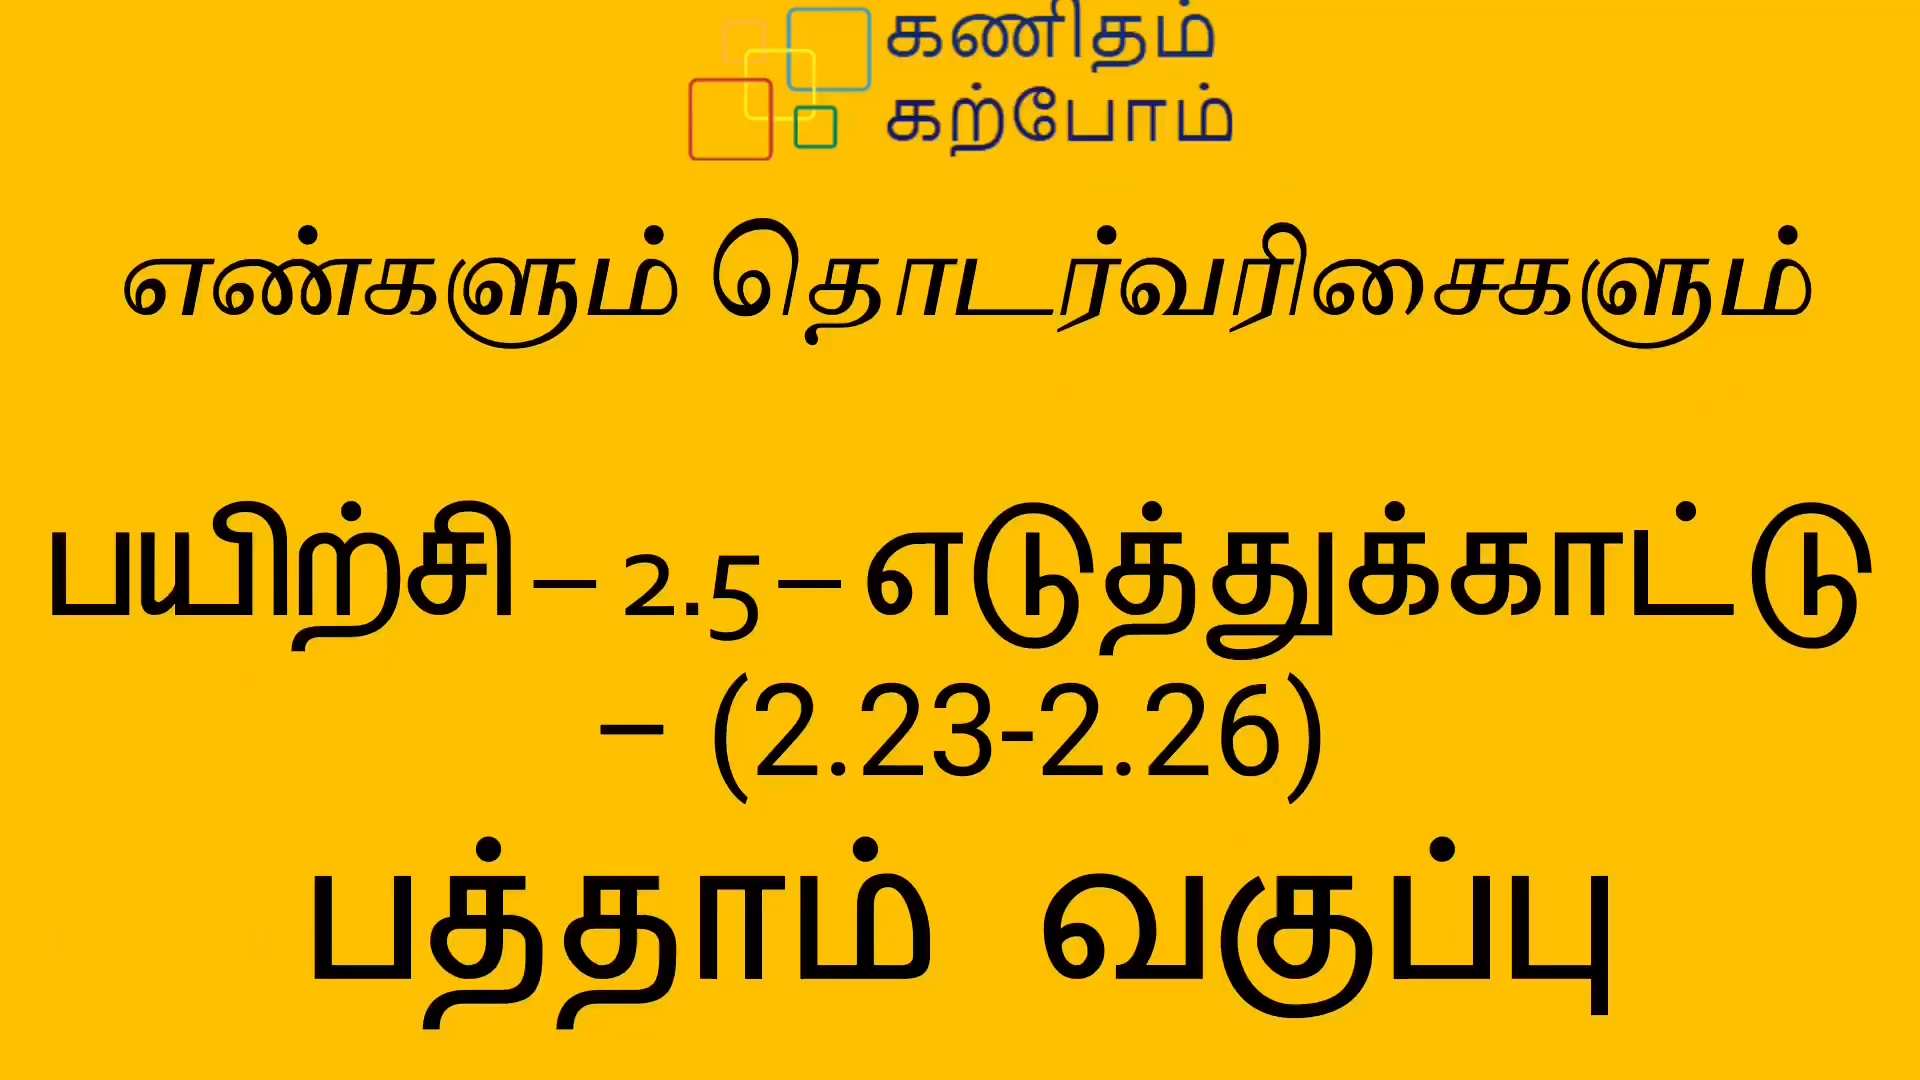 கணிதம்
கற்போம்
எண்களும் தொடர்வரிசைகளும்
பயிற்சி – 2.5 – எடுத்துக்காட்டு
– (2.23-2.26)
பத்தாம் வகுப்பு